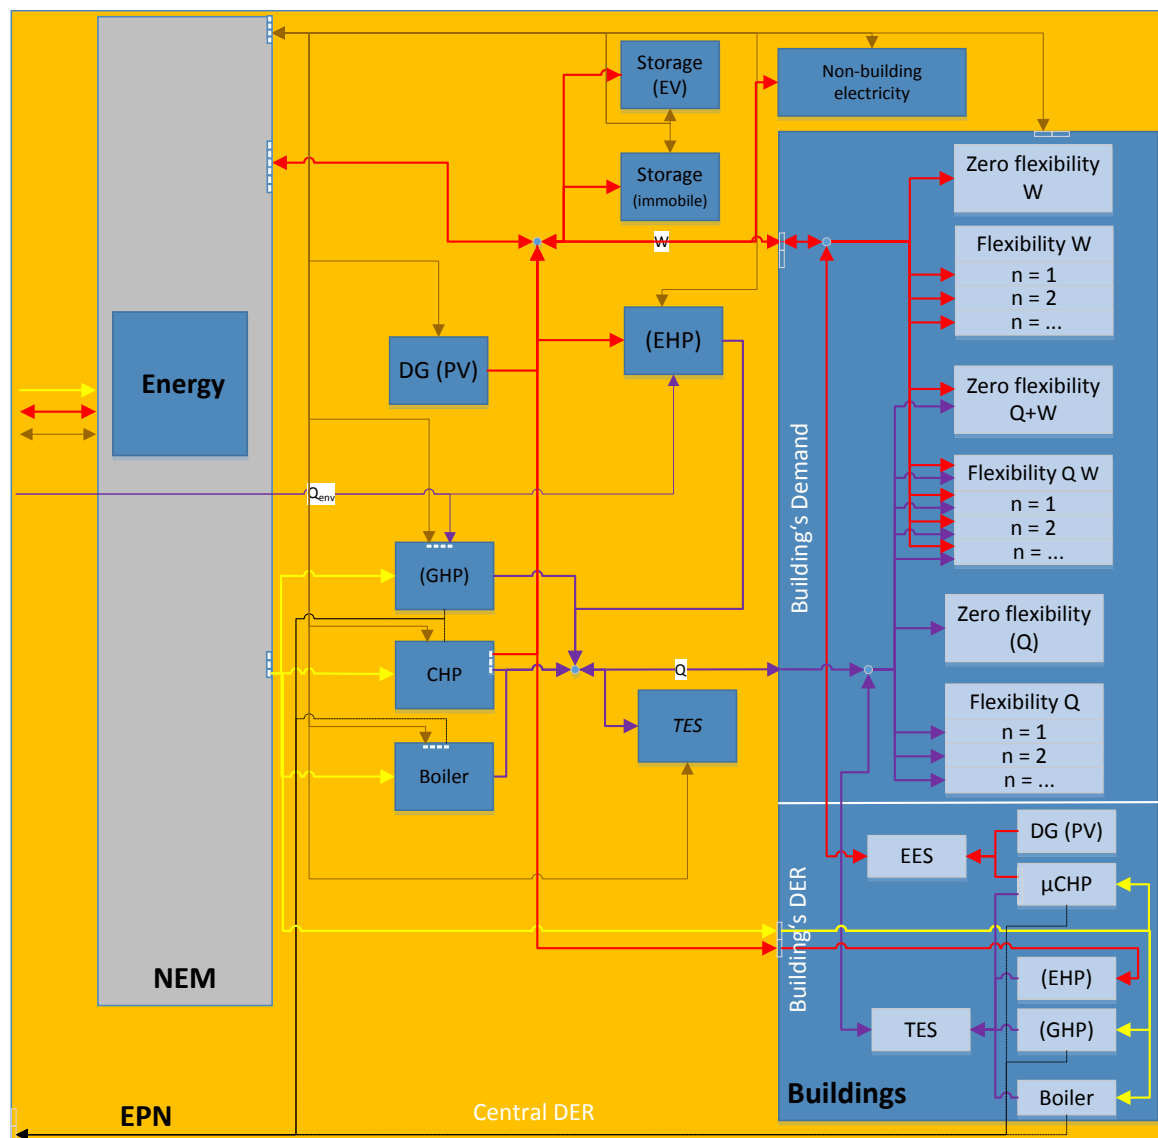 Storage
(EV)
Non-building
electricity
Storage
(immobile)
Zero flexibility
W
W
Flexibility W
n = 1
n = 2
n = ...
Energy
DG (PV)
(EHP)
Zero flexibility
Q+W
Building‘s Demand
Flexibility Q W
n = 1
n = 2
n = ...
Qenv
(GHP)
CHP
Boiler
Q
TES
Zero flexibility
(Q)
Flexibility Q
n = 1
n = 2
n = ...
Building‘s DER
EES
DG (PV)
µCHP
(EHP)
TES
(GHP)
Boiler
Buildings
NEM
EPN
Central DER